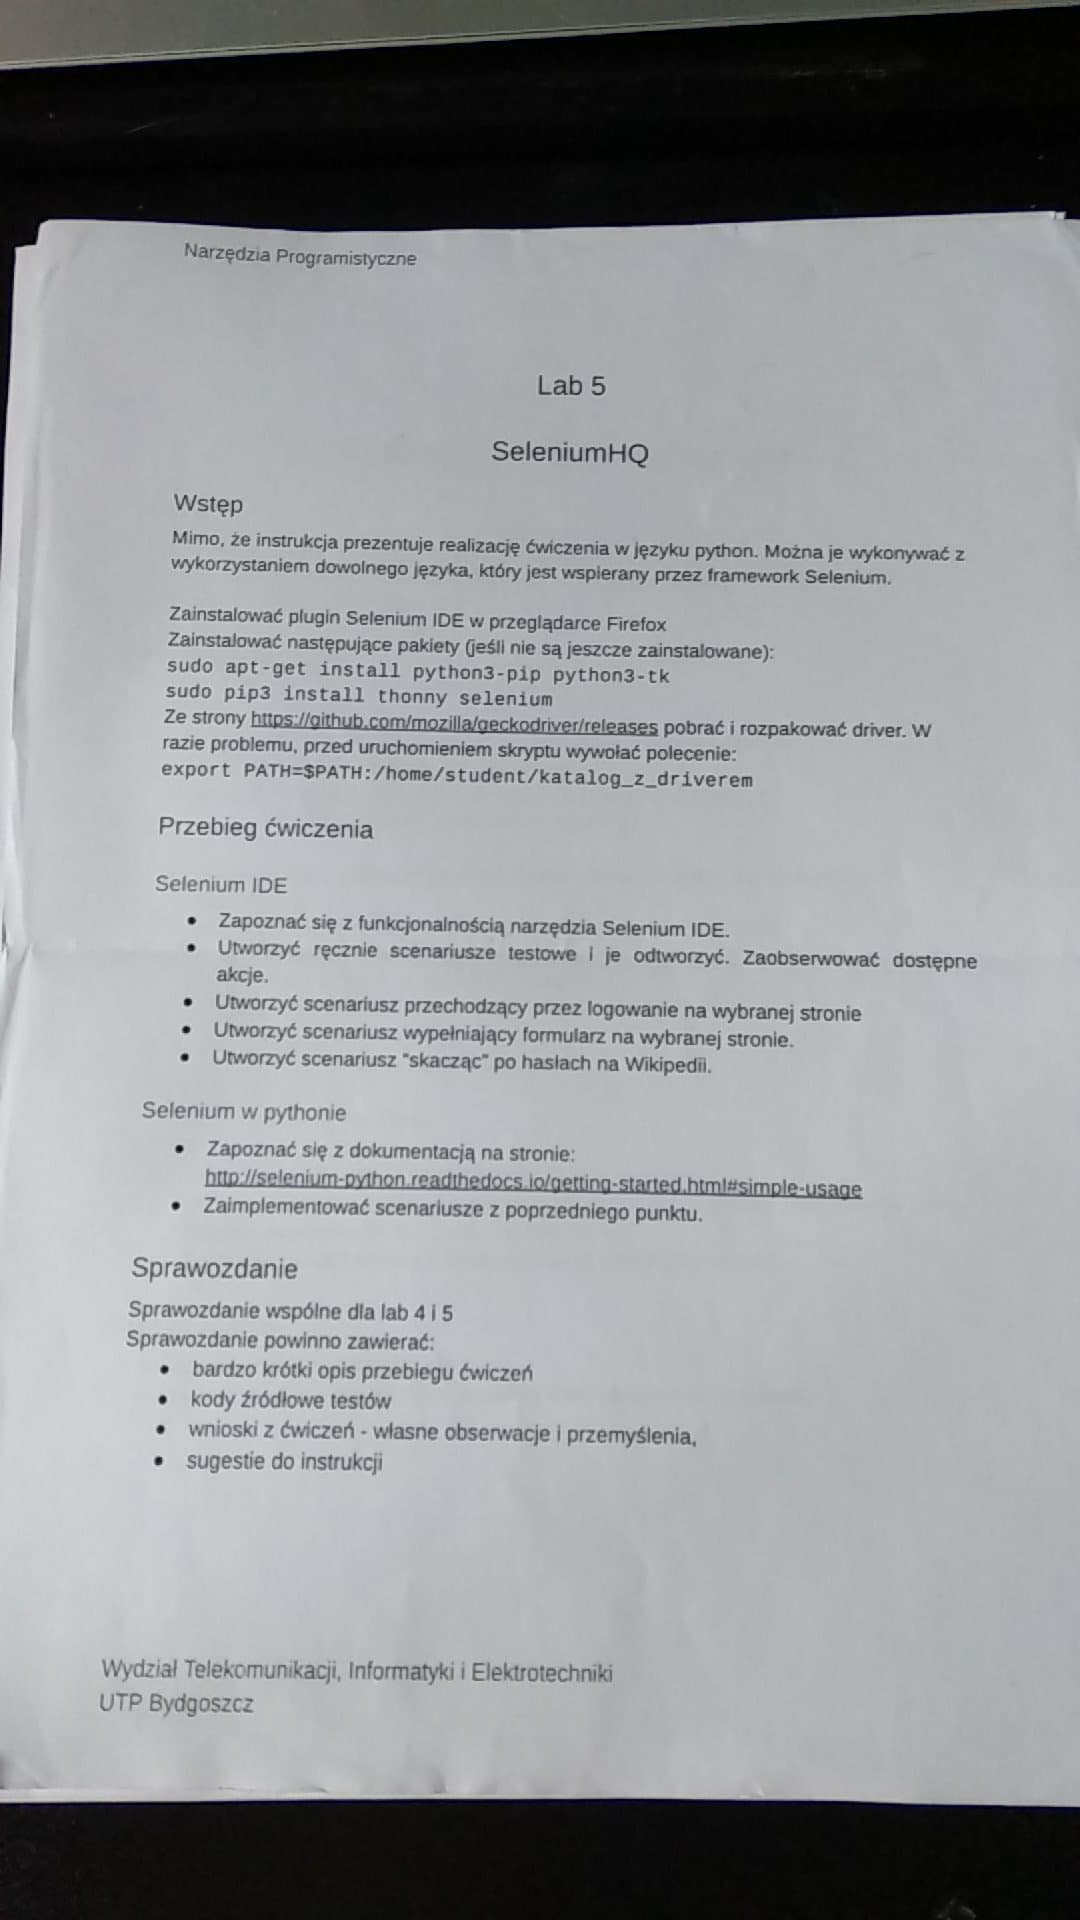 Narzędzia Programistyczne
Lab 5
SeleniumHQ
Wstęp
Mimo, że instrukcja prezentuje realizację ćwiczenia w języku python. Można je wykonywać z
wykorzystaniem dowolnego języka, który jest wspierany przez framework Selenium.
Zainstalować plugin Selenium IDE w przeglądarce Firefox
Zainstalować następujące pakiety (jeśli nie są jeszcze zainstalowane):
sudo apt-get install python3-pip python3-tk
sudo pip3 install thonny selenium
Ze strony https://github.com/mozilla/geckodriver/releases pobrać i rozpakować driver. W
razie problemu, przed uruchomieniem skryptu wywołać polecenie:
export PATH=$PATH:/home/student/katalog_z_driverem
Przebieg ćwiczenia
Selenium IDE
• Zapoznać się z funkcjonalnością narzędzia Selenium IDE.
• Utworzyć ręcznie scenariusze testowe i je odtworzyć. Zaobserwować dostępne
akcje.
• Utworzyć scenariusz przechodzący przez logowanie na wybranej stronie
• Utworzyć scenariusz wypełniający formularz na wybranej stronie.
• Utworzyć scenariusz "skacząc" po hasłach na Wikipedii.
Selenium w pythonie
• Zapoznać się z dokumentacją na stronie:
http://selenium-python.readthedocs.io/getting-started.html#simple-usage
• Zaimplementować scenariusze z poprzedniego punktu.
Sprawozdanie
Sprawozdanie wspólne dla lab 4 i 5
Sprawozdanie powinno zawierać:
• bardzo krótki opis przebiegu ćwiczeń
• kody źródłowe testów
• wnioski z ćwiczeń - własne obserwacje i przemyślenia,
• sugestie do instrukcji
Wydział Telekomunikacji, Informatyki i Elektrotechniki
UTP Bydgoszcz